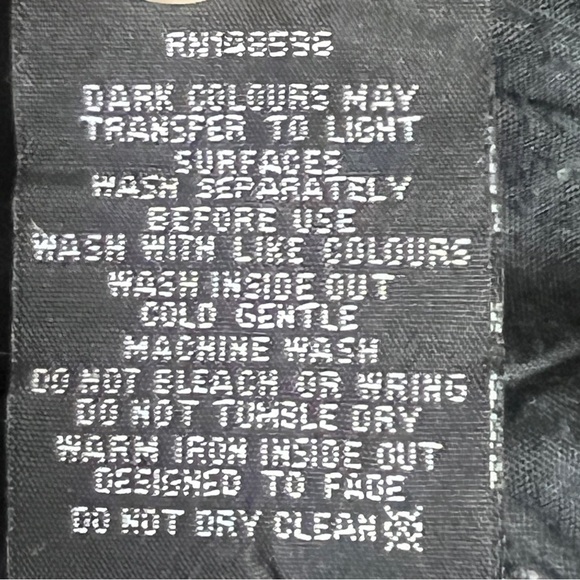 RN148598
DARK COLOURS MAY
TRANSFER TO LIGHT
SURFACES
WASH SEPARATELY
BEFORE USE
WASH WITH LIKE COLOURS
WASH INSIDE OUT
COLD GENTLE
MACHINE WASH
DO NOT BLEACH OR WRING
DO NOT TUMBLE DRY
WARM IRON INSIDE OUT
DESIGNED TO FADE
DO NOT DRY CLEAN